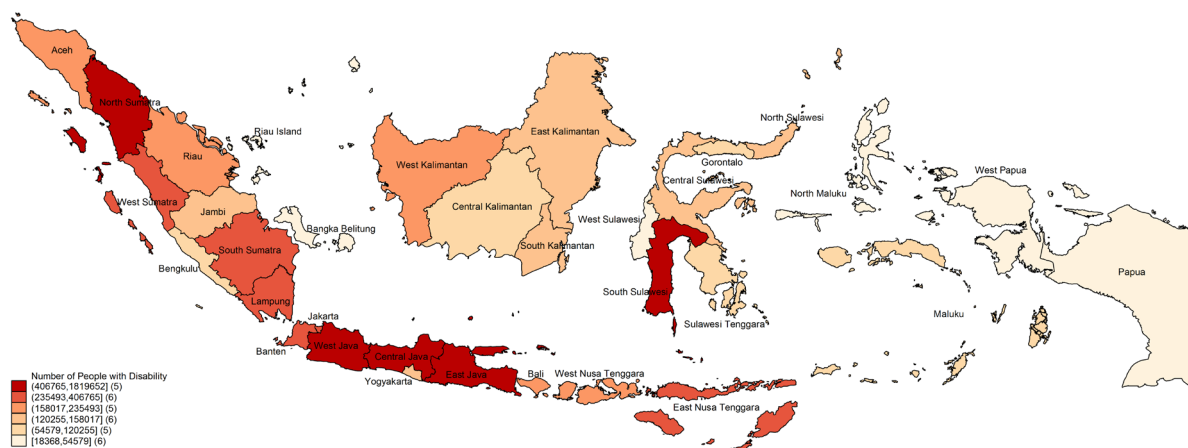 Aceh
North Sumatra
Riau Island
Riau
West Sumatra
Jambi
Bangka Belitung
South Sumatra
Bengkulu
Lampung
Jakarta
Banten
West Java
Central Java
Yogyakarta
East Java
Bali
West Nusa Tenggara
East Nusa Tenggara
East Kalimantan
West Kalimantan
Central Kalimantan
South Kalimantan
North Sulawesi
Gorontalo
Central Sulawesi
West Sulawesi
South Sulawesi
Sulawesi Tenggara
North Maluku
Maluku
West Papua
Papua
Number of People with Disability
(406765,1819652] (5)
(235493,406765] (6)
(158017,235493] (5)
(120255,158017] (6)
(54579,120255] (5)
[18368,54579] (6)